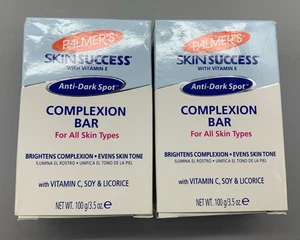 PALMER'S
SKIN SUCCESS
WITH VITAMIN E
Anti-Dark Spot™
COMPLEXION
BAR
For All Skin Types
BRIGHTENS COMPLEXION • EVENS SKIN TONE
ILUMINA EL ROSTRO • UNIFICA EL TONO DE LA PIEL
with VITAMIN C, SOY & LICORICE
NET WT. 100 g/3.5 oz. ℮
PALMER'S
SKIN SUCCESS
WITH VITAMIN E
Anti-Dark Spot™
COMPLEXION
BAR
For All Skin Types
BRIGHTENS COMPLEXION • EVENS SKIN TONE
ILUMINA EL ROSTRO • UNIFICA EL TONO DE LA PIEL
with VITAMIN C, SOY & LICORICE
NET WT. 100 g/3.5 oz. ℮